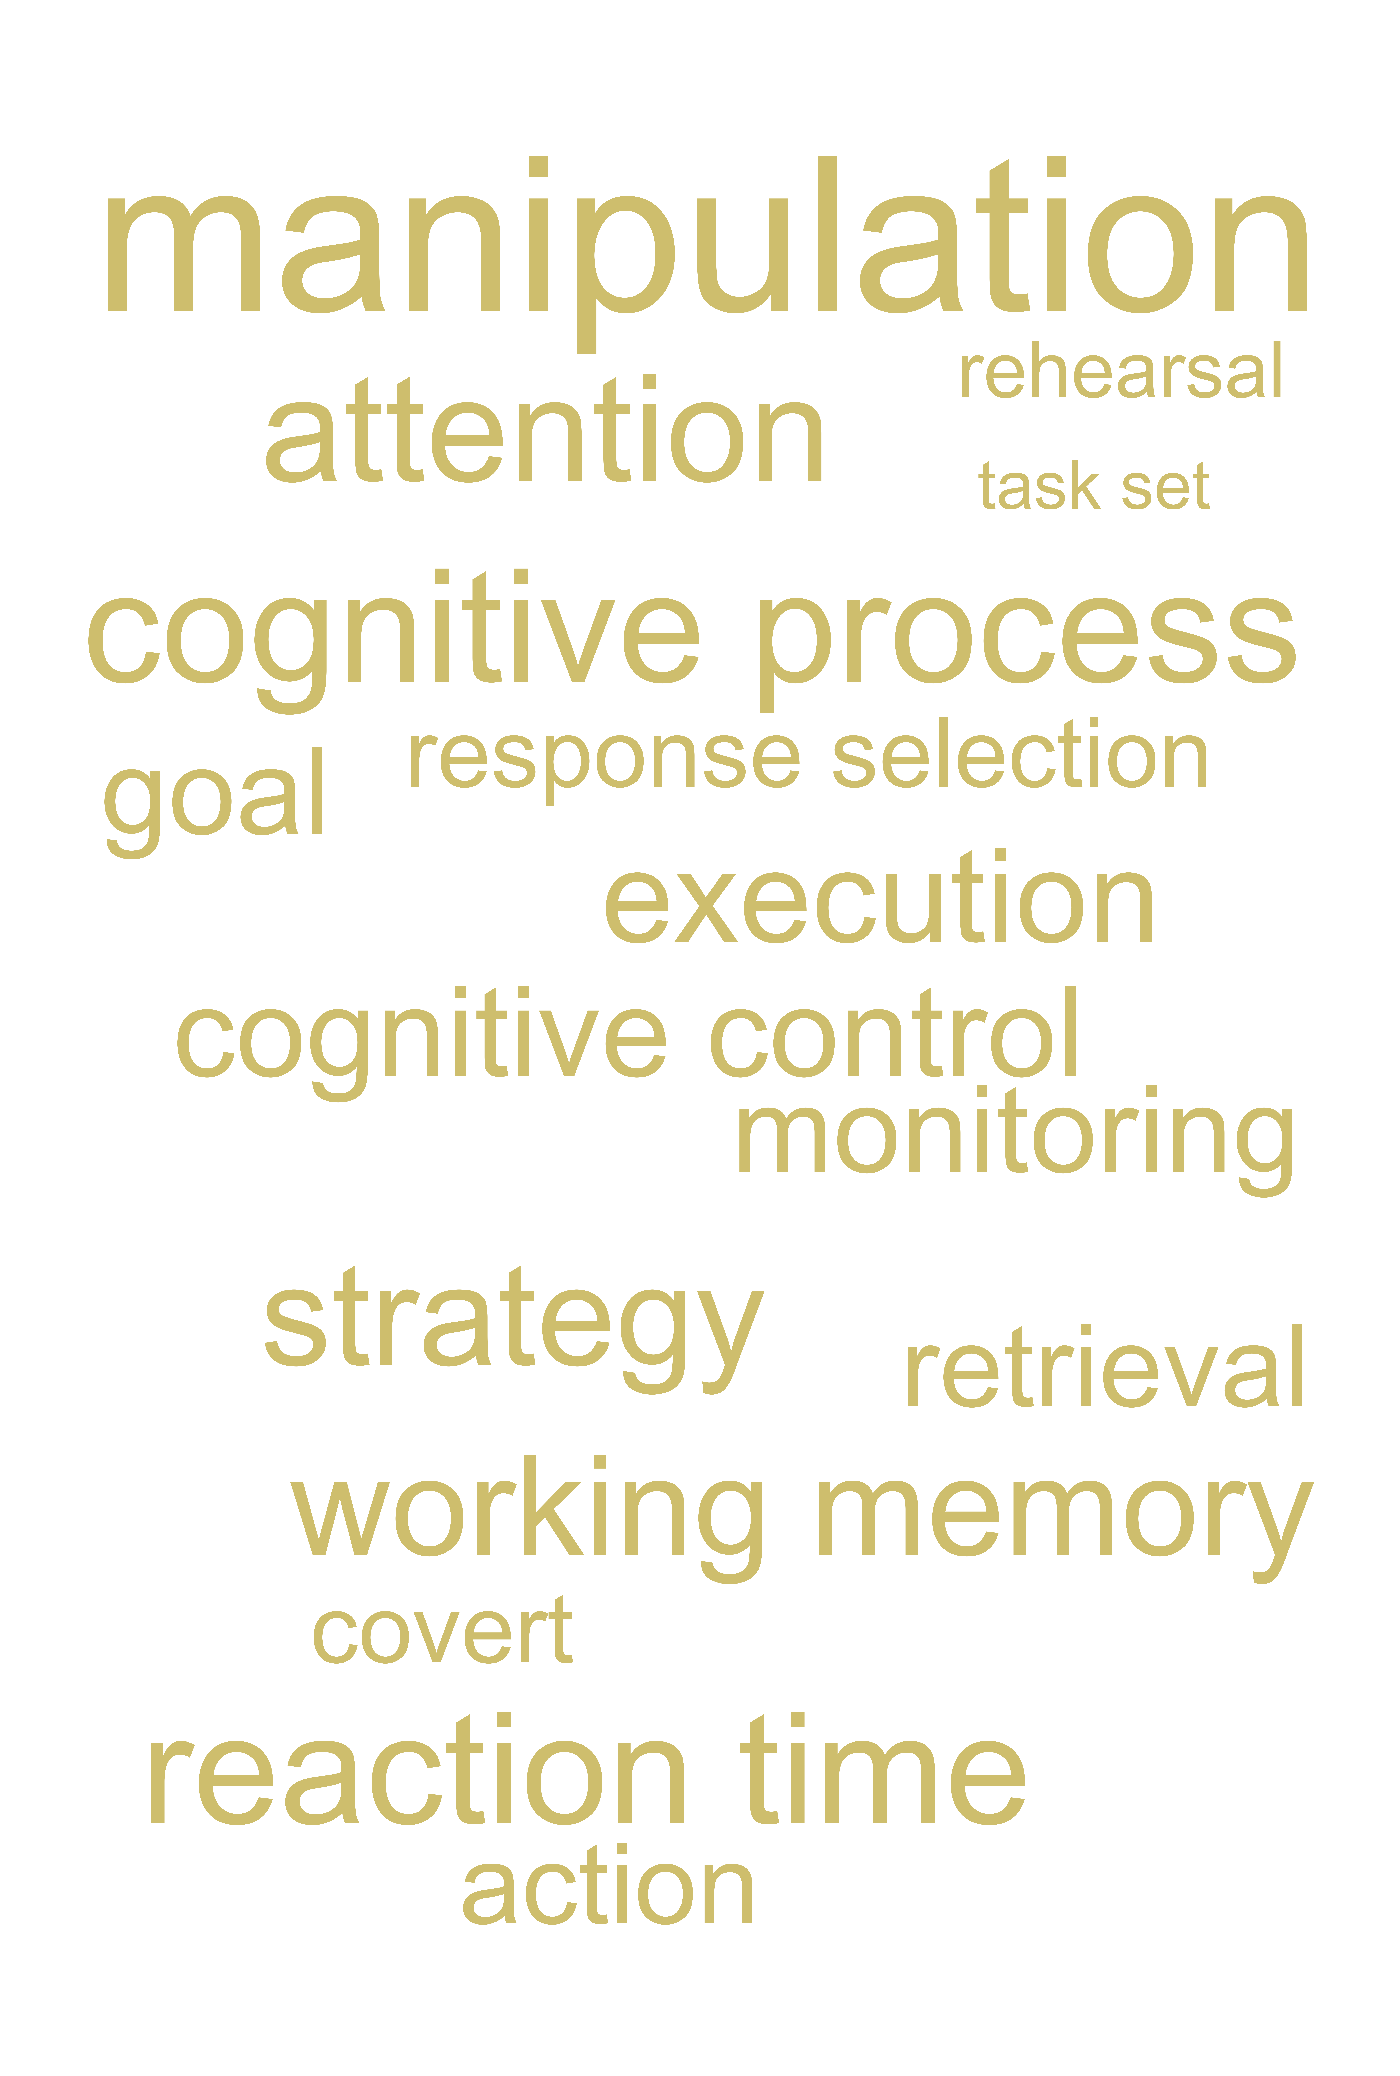 manipulation
rehearsal
attention
task set
cognitive process
response selection
goal
execution
cognitive control
monitoring
strategy
retrieval
working memory
covert
reaction time
action